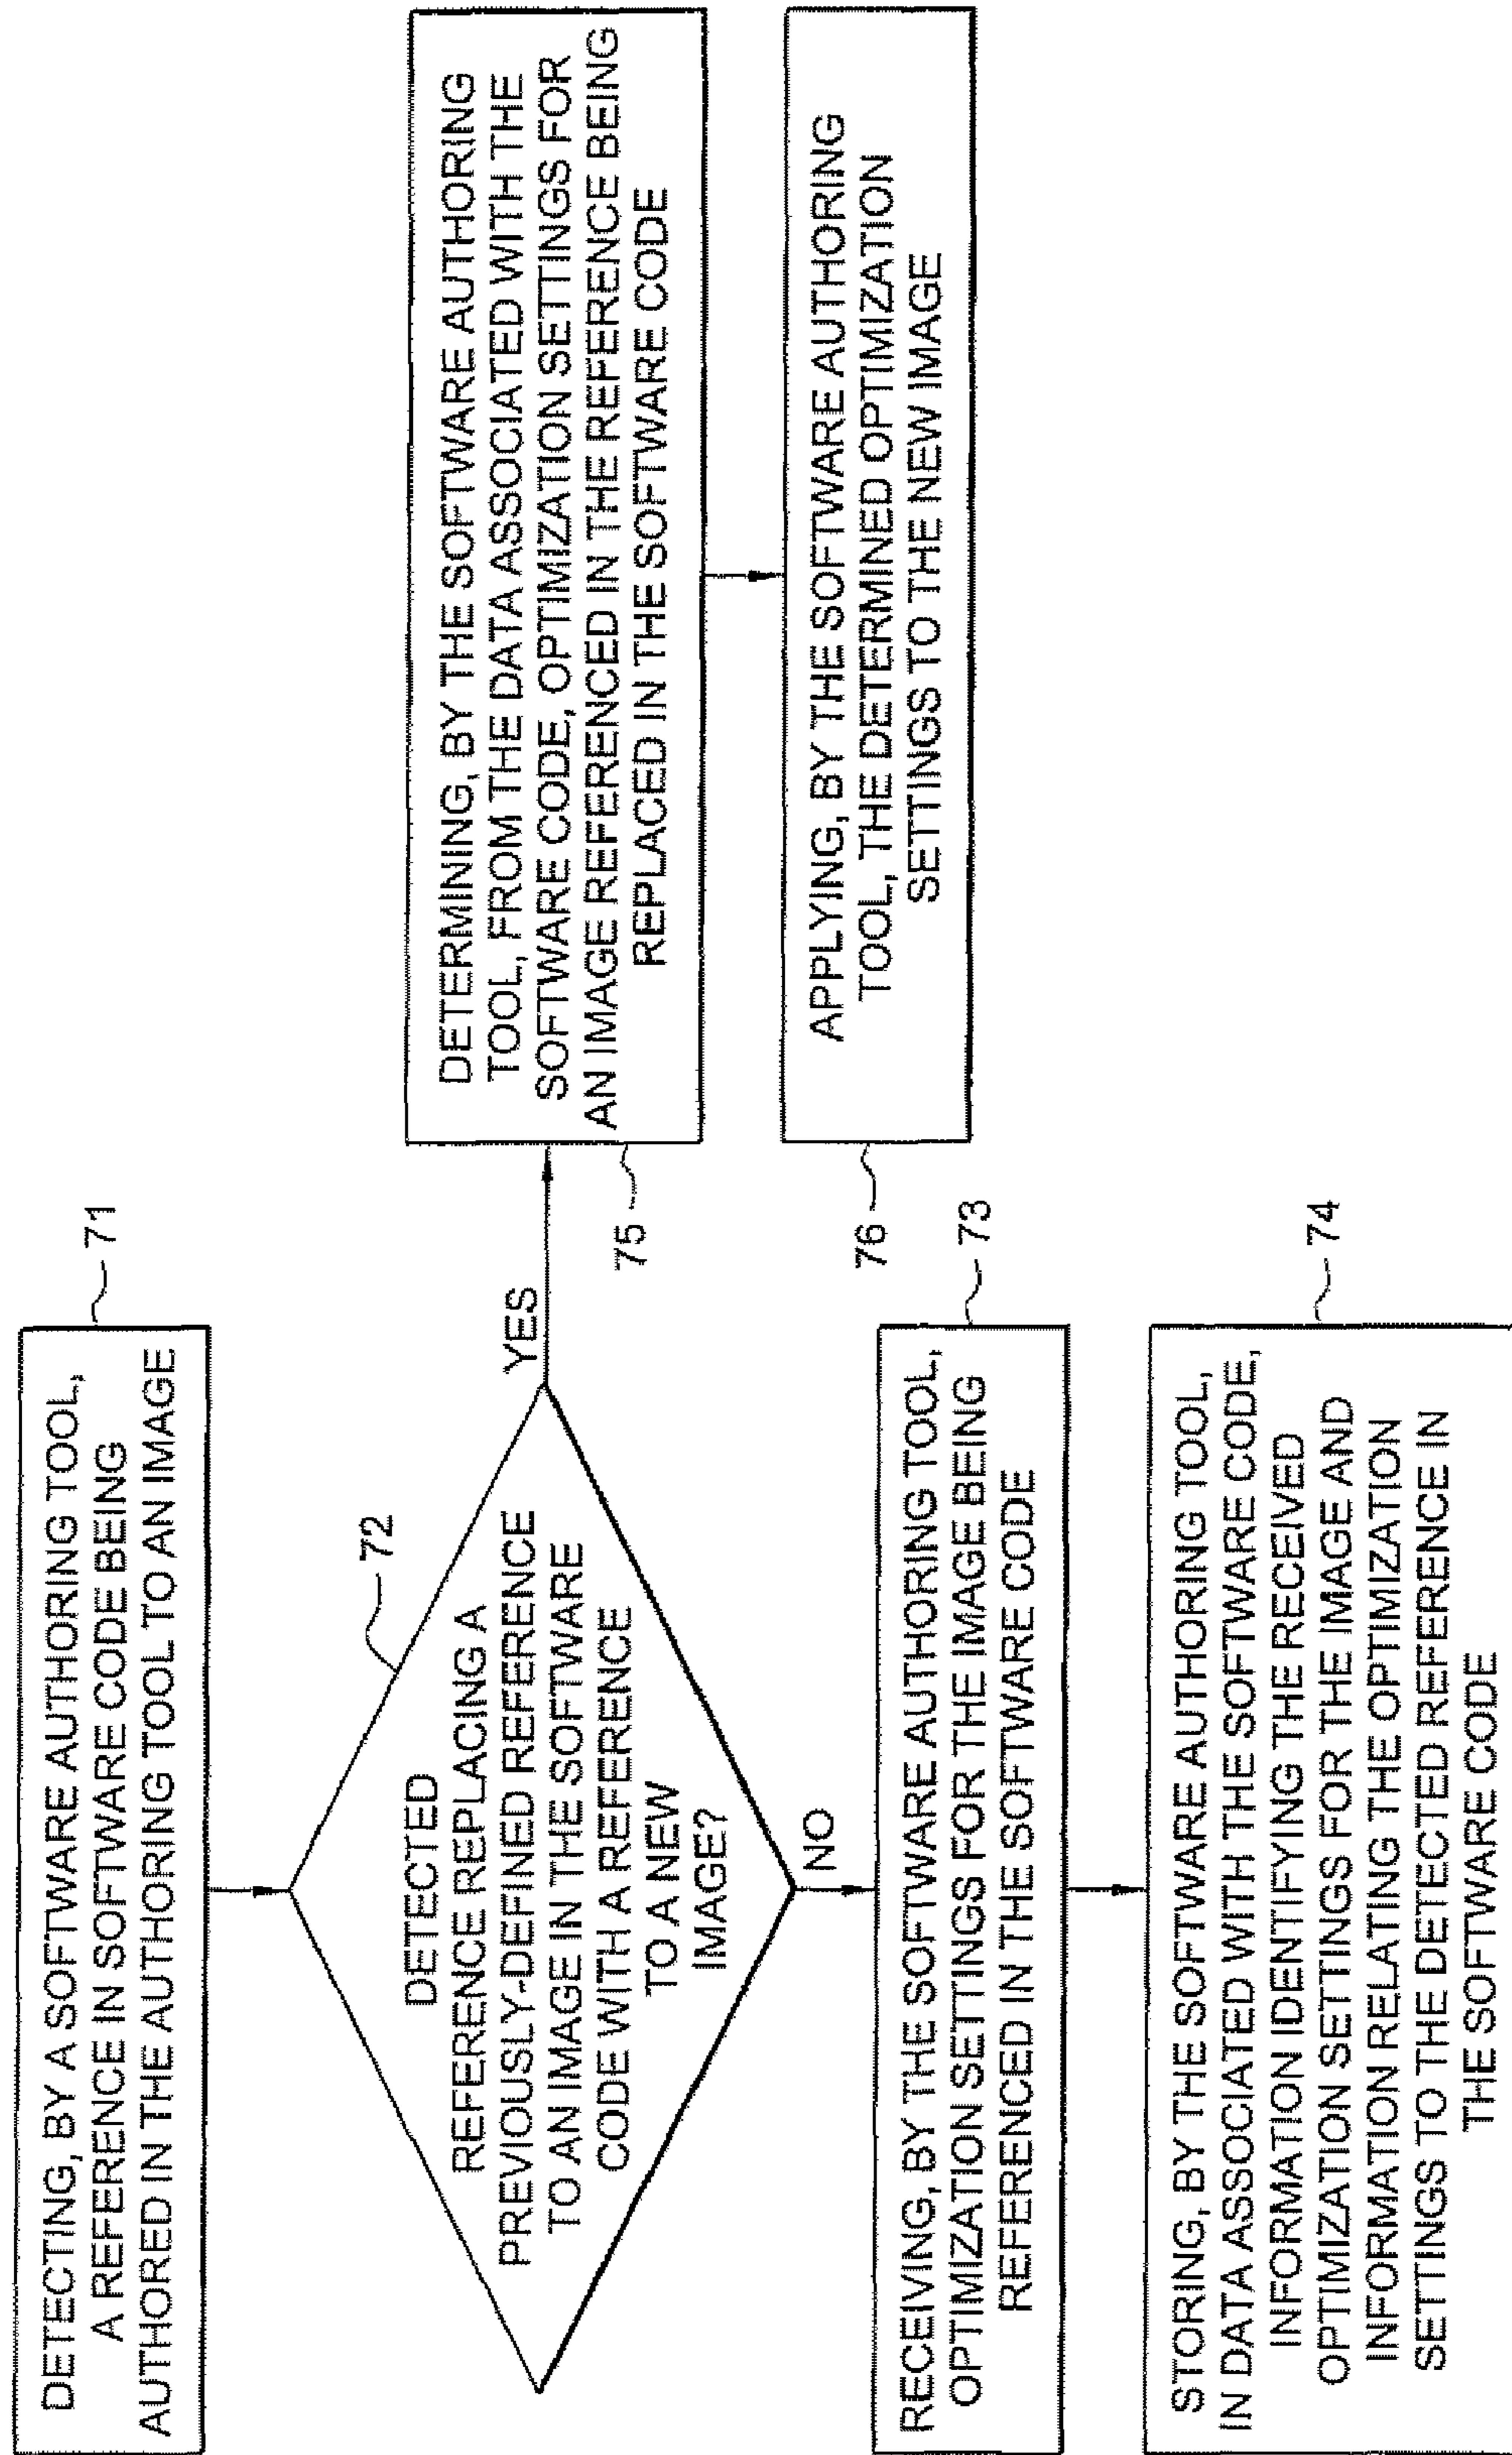 DETECTING, BY A SOFTWARE AUTHORING TOOL,
A REFERENCE IN SOFTWARE CODE BEING
AUTHORED IN THE AUTHORING TOOL TO AN IMAGE
71
72
DETECTED
REFERENCE REPLACING A
PREVIOUSLY-DEFINED REFERENCE
TO AN IMAGE IN THE SOFTWARE
CODE WITH A REFERENCE
TO A NEW
IMAGE?
YES
NO
DETERMINING, BY THE SOFTWARE AUTHORING
TOOL, FROM THE DATA ASSOCIATED WITH THE
SOFTWARE CODE, OPTIMIZATION SETTINGS FOR
AN IMAGE REFERENCED IN THE REFERENCE BEING
REPLACED IN THE SOFTWARE CODE
75
APPLYING, BY THE SOFTWARE AUTHORING
TOOL, THE DETERMINED OPTIMIZATION
SETTINGS TO THE NEW IMAGE
76
RECEIVING, BY THE SOFTWARE AUTHORING TOOL,
OPTIMIZATION SETTINGS FOR THE IMAGE BEING
REFERENCED IN THE SOFTWARE CODE
73
STORING, BY THE SOFTWARE AUTHORING TOOL,
IN DATA ASSOCIATED WITH THE SOFTWARE CODE,
INFORMATION IDENTIFYING THE RECEIVED
OPTIMIZATION SETTINGS FOR THE IMAGE AND
INFORMATION RELATING THE OPTIMIZATION
SETTINGS TO THE DETECTED REFERENCE IN
THE SOFTWARE CODE
74